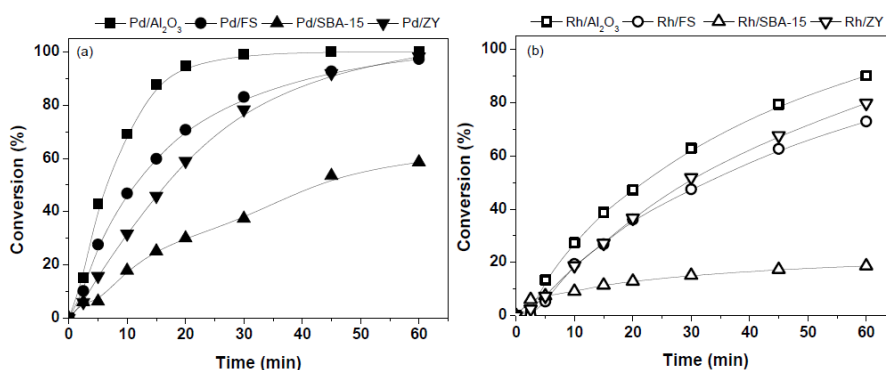 Pd/Al₂O₃ Pd/FS Pd/SBA-15 Pd/ZY
(a)
100
80
60
40
20
0
Conversion (%)
0 10 20 30 40 50 60
Time (min)
Rh/Al₂O₃ Rh/FS Rh/SBA-15 Rh/ZY
(b)
100
80
60
40
20
0
Conversion (%)
0 10 20 30 40 50 60
Time (min)